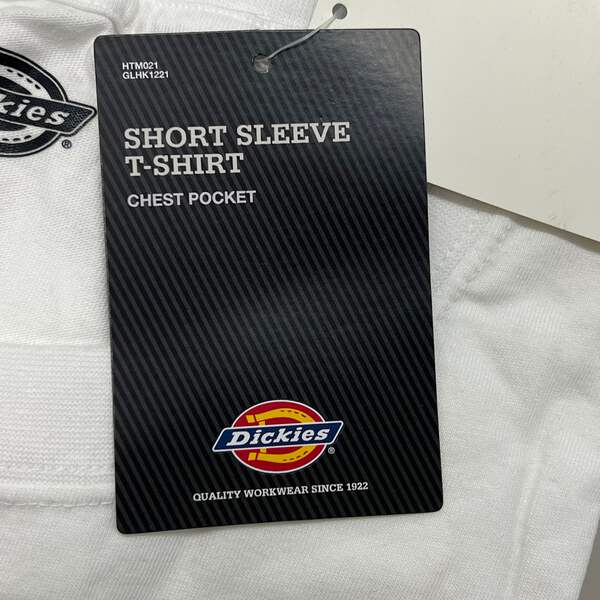 HTM021
GLHK1221
kies
®
SHORT SLEEVE
T-SHIRT
CHEST POCKET
Dickies
®
QUALITY WORKWEAR SINCE 1922